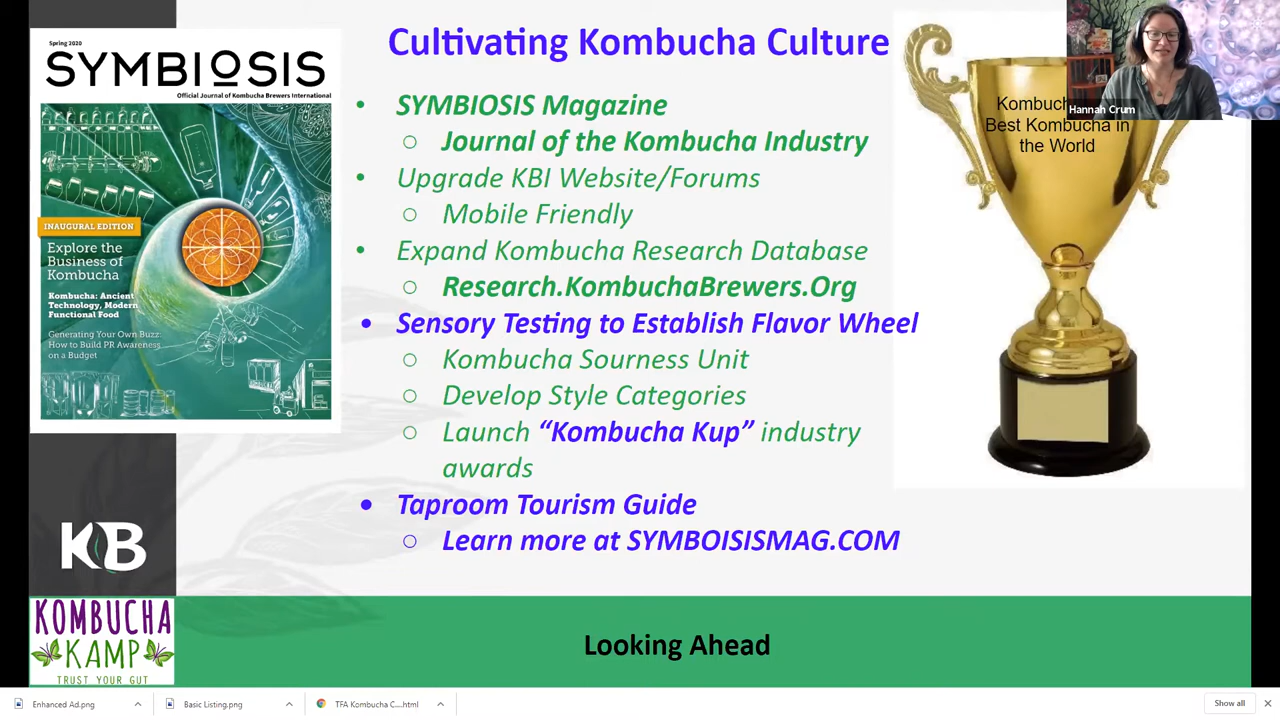 Spring 2020
SYMBIOSIS
Official Journal of Kombucha Brewers International
INAUGURAL EDITION
Explore the
Business of
Kombucha
Kombucha: Ancient
Technology, Modern
Functional Food
Generating Your Own Buzz:
How to Build PR Awareness
on a Budget
KB
KOMBUCHA
KAMP
TRUST YOUR GUT
Cultivating Kombucha Culture
• SYMBIOSIS Magazine
○ Journal of the Kombucha Industry
• Upgrade KBI Website/Forums
○ Mobile Friendly
• Expand Kombucha Research Database
○ Research.KombuchaBrewers.Org
• Sensory Testing to Establish Flavor Wheel
○ Kombucha Sourness Unit
○ Develop Style Categories
○ Launch “Kombucha Kup” industry
awards
• Taproom Tourism Guide
○ Learn more at SYMBOISISMAG.COM
Best Kombucha in
the World
Hannah Crum
Looking Ahead
Enhanced Ad.png
Basic Listing.png
TFA Kombucha C....html
Show all